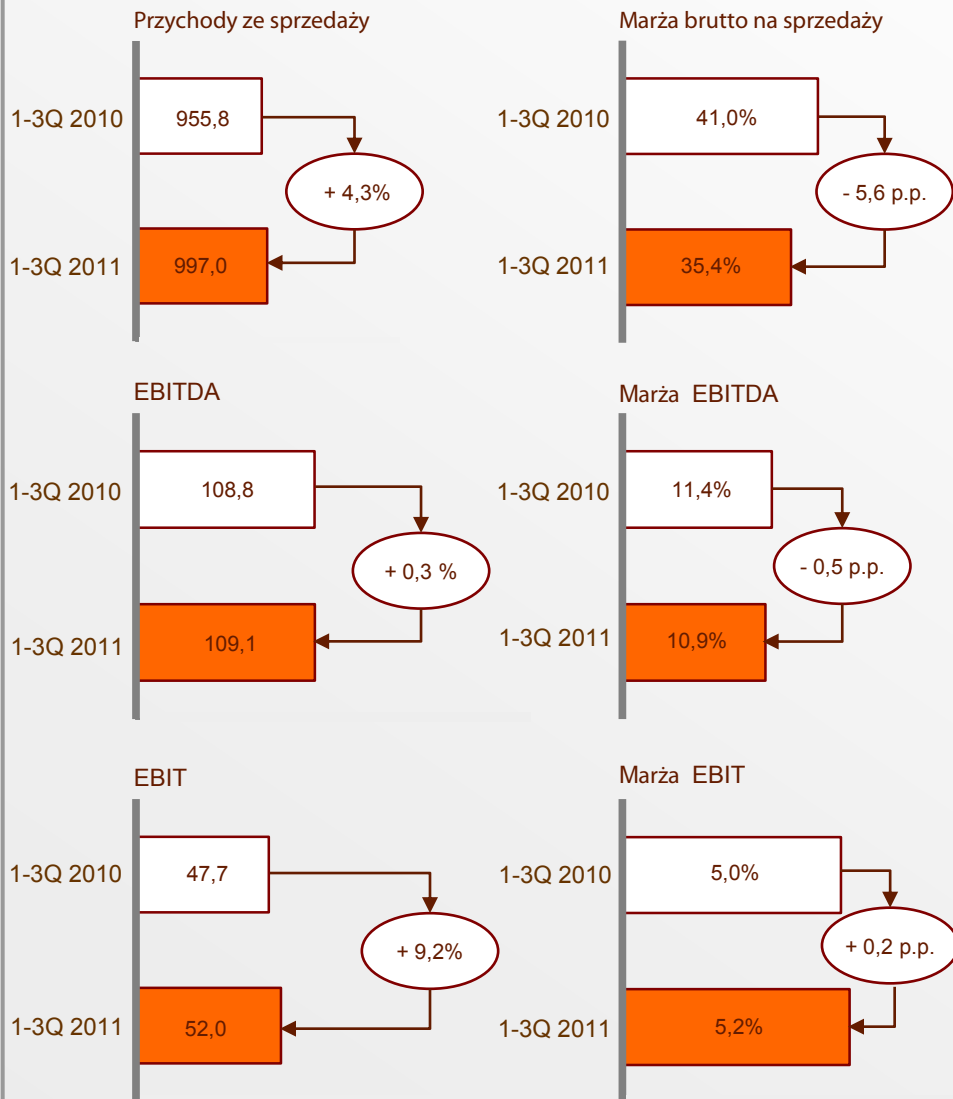 Przychody ze sprzedaży
1-3Q 2010
955,8
+ 4,3%
1-3Q 2011
997,0
Marża brutto na sprzedaży
1-3Q 2010
41,0%
- 5,6 p.p.
1-3Q 2011
35,4%
EBITDA
1-3Q 2010
108,8
+ 0,3 %
1-3Q 2011
109,1
Marża EBITDA
1-3Q 2010
11,4%
- 0,5 p.p.
1-3Q 2011
10,9%
EBIT
1-3Q 2010
47,7
+ 9,2%
1-3Q 2011
52,0
Marża EBIT
1-3Q 2010
5,0%
+ 0,2 p.p.
1-3Q 2011
5,2%